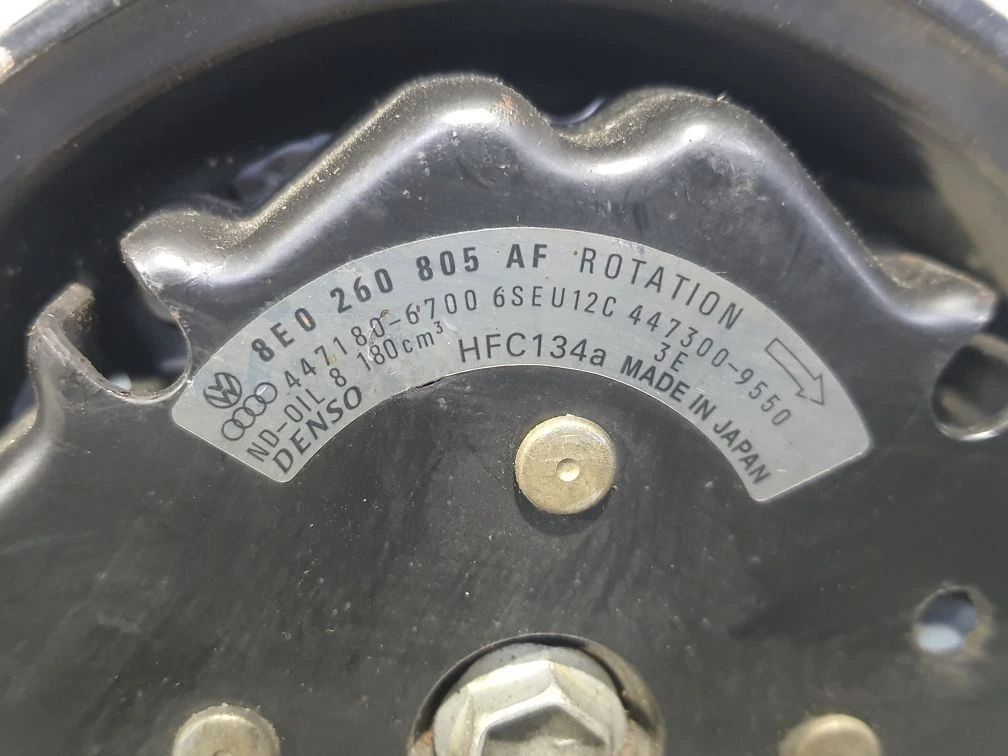 8E0 260 805 AF ROTATION
447180-6700 6SEU12C 447300-9550
ND-OIL 8 180cm³ HFC134a 3E
DENSO MADE IN JAPAN